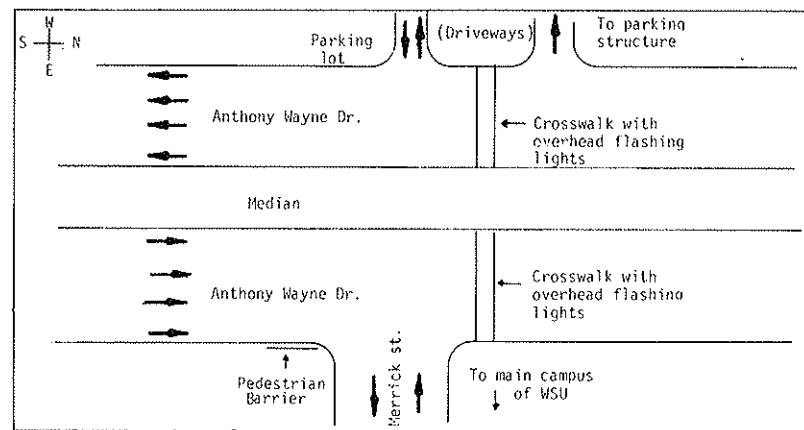 W
S N
E
Parking
lot
(Driveways)
To parking
structure
Anthony Wayne Dr.
Crosswalk with
overhead flashing
lights
Median
Anthony Wayne Dr.
Crosswalk with
overhead flashing
lights
Pedestrian
Barrier
Merrick st.
To main campus
of WSU